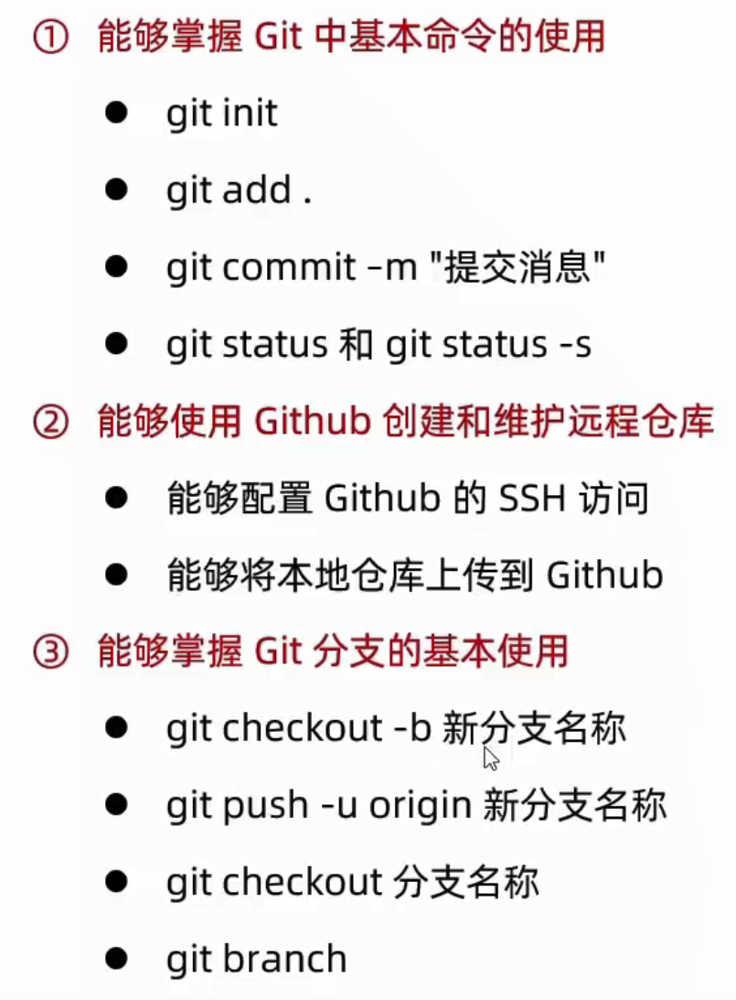 ① 能够掌握 Git 中基本命令的使用
● git init
● git add .
● git commit –m "提交消息"
● git status 和 git status -s
② 能够使用 Github 创建和维护远程仓库
● 能够配置 Github 的 SSH 访问
● 能够将本地仓库上传到 Github
③ 能够掌握 Git 分支的基本使用
● git checkout -b 新分支名称
● git push -u origin 新分支名称
● git checkout 分支名称
● git branch